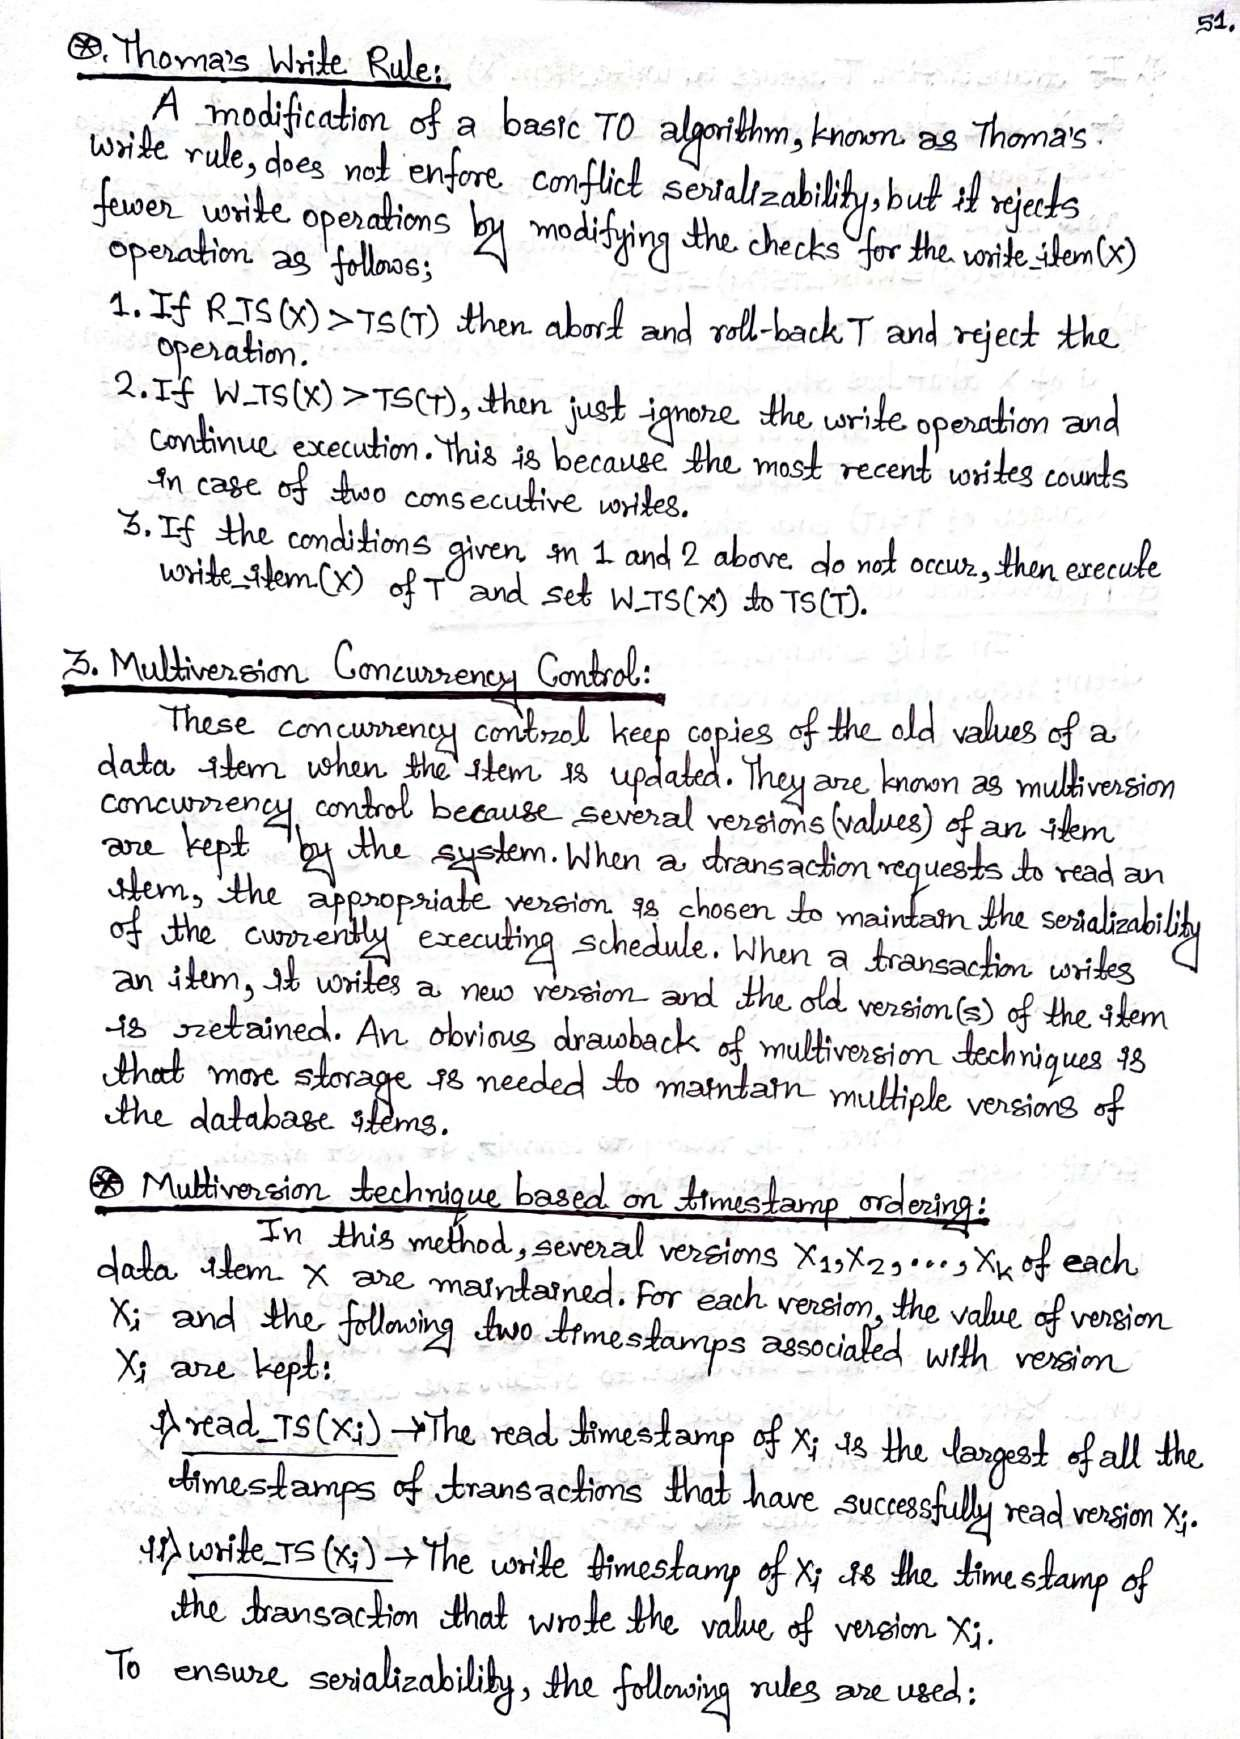 51.
⊛. Thoma's Write Rule:
A modification of a basic TO algorithm, known as Thoma's
write rule, does not enfore conflict serializability, but it rejects
fewer write operations by modifying the checks for the write_item(X)
operation as follows;
1. If R_TS(X) > TS(T) then abort and roll-back T and reject the
operation.
2. If W_TS(X) > TS(T), then just ignore the write operation and
continue execution. This is because the most recent writes counts
in case of two consecutive writes.
3. If the conditions given in 1 and 2 above do not occur, then execute
write_item(X) of T and set W_TS(X) to TS(T).
3. Multiversion Concurrency Control:
These concurrency control keep copies of the old values of a
data item when the item is updated. They are known as multiversion
concurrency control because several versions (values) of an item
are kept by the system. When a transaction requests to read an
item, the appropriate version is chosen to maintain the serializability
of the currently executing schedule. When a transaction writes
an item, it writes a new version and the old version(s) of the item
is retained. An obvious drawback of multiversion techniques is
that more storage is needed to maintain multiple versions of
the database items.
⊛ Multiversion technique based on timestamp ordering:
In this method, several versions X1, X2, ..., Xk of each
data item X are maintained. For each version, the value of version
Xi and the following two timestamps associated with version
Xi are kept:
i) read_TS(Xi) → The read timestamp of Xi is the largest of all the
timestamps of transactions that have successfully read version Xi.
ii) write_TS(Xi) → The write timestamp of Xi is the timestamp of
the transaction that wrote the value of version Xi.
To ensure serializability, the following rules are used: